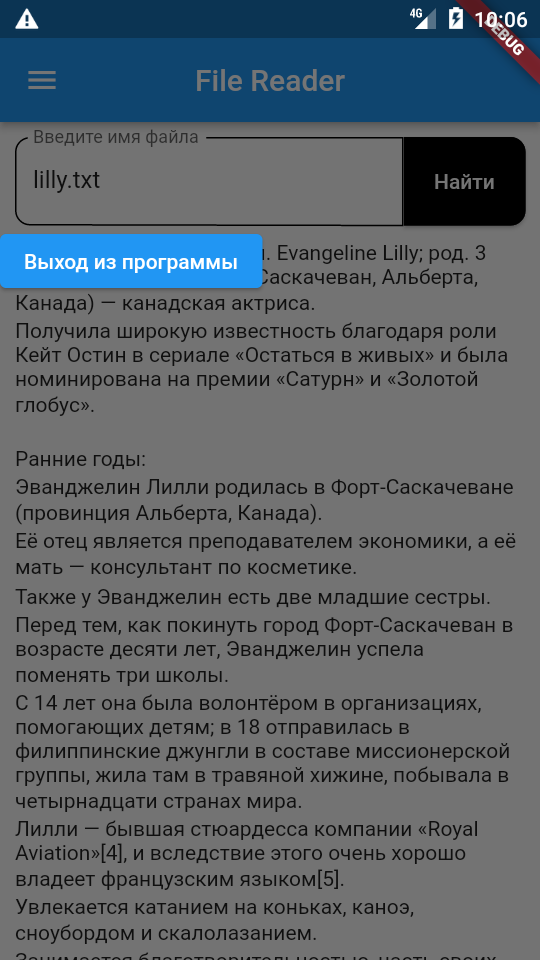 4G 10:06
DEBUG
File Reader
Введите имя файла
lilly.txt
Найти
Выход из программы
. Evangeline Lilly; род. 3
Саскачеван, Альберта,
Канада) — канадская актриса.
Получила широкую известность благодаря роли
Кейт Остин в сериале «Остаться в живых» и была
номинирована на премии «Сатурн» и «Золотой
глобус».
Ранние годы:
Эванджелин Лилли родилась в Форт-Саскачеване
(провинция Альберта, Канада).
Её отец является преподавателем экономики, а её
мать — консультант по косметике.
Также у Эванджелин есть две младшие сестры.
Перед тем, как покинуть город Форт-Саскачеван в
возрасте десяти лет, Эванджелин успела
поменять три школы.
С 14 лет она была волонтёром в организациях,
помогающих детям; в 18 отправилась в
филиппинские джунгли в составе миссионерской
группы, жила там в травяной хижине, побывала в
четырнадцати странах мира.
Лилли — бывшая стюардесса компании «Royal
Aviation»[4], и вследствие этого очень хорошо
владеет французским языком[5].
Увлекается катанием на коньках, каноэ,
сноубордом и скалолазанием.
Занимается благотворительностью, часть своих